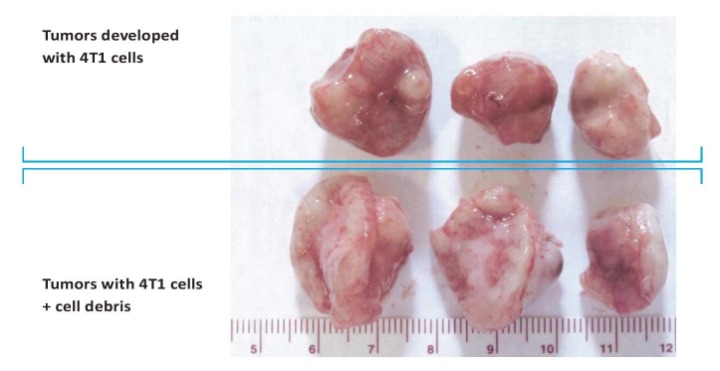 Tumors developed
with 4T1 cells
Tumors with 4T1 cells
+ cell debris
5 6 7 8 9 10 11 12